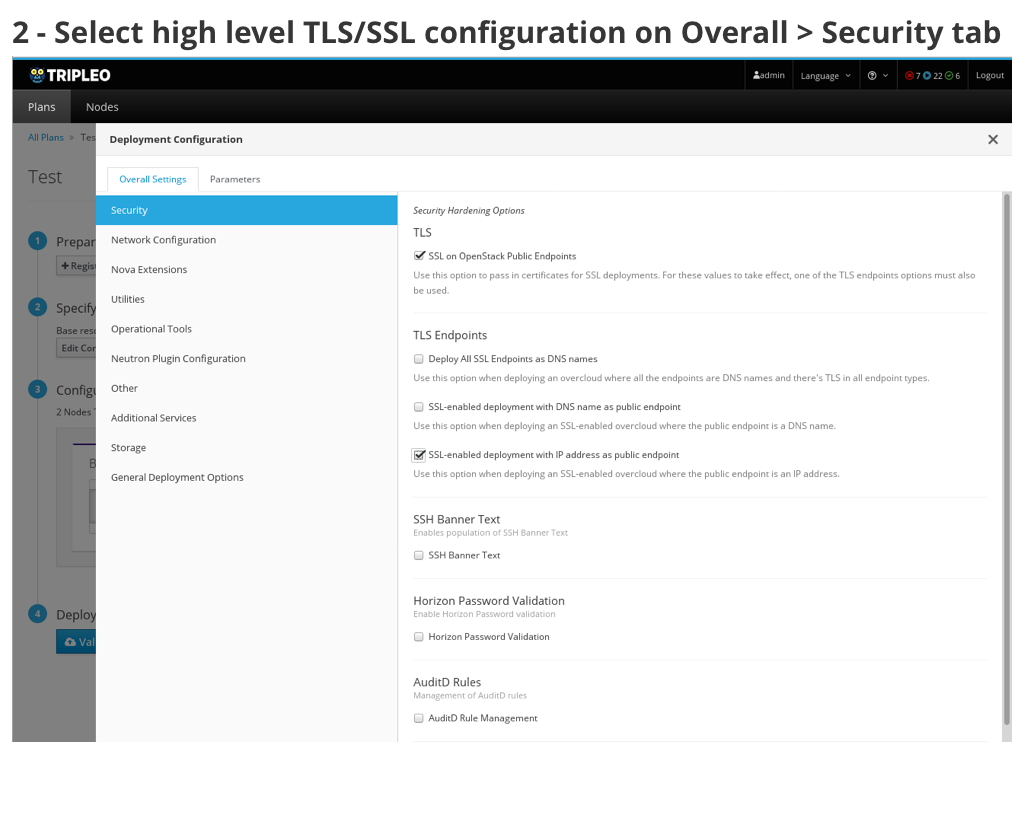 2 - Select high level TLS/SSL configuration on Overall > Security tab
TRIPLEO
admin
Language
7 22 6
Logout
Plans
Nodes
All Plans » Tes
Deployment Configuration
Test
Overall Settings
Parameters
Security
Network Configuration
Nova Extensions
Utilities
Operational Tools
Neutron Plugin Configuration
Other
Additional Services
Storage
General Deployment Options
1 Prepar
+ Regist
2 Specify
Base reso
Edit Cor
3 Configu
2 Nodes
B
4 Deploy
Val
Security Hardening Options
TLS
SSL on OpenStack Public Endpoints
Use this option to pass in certificates for SSL deployments. For these values to take effect, one of the TLS endpoints options must also
be used.
TLS Endpoints
Deploy All SSL Endpoints as DNS names
Use this option when deploying an overcloud where all the endpoints are DNS names and there's TLS in all endpoint types.
SSL-enabled deployment with DNS name as public endpoint
Use this option when deploying an SSL-enabled overcloud where the public endpoint is a DNS name.
SSL-enabled deployment with IP address as public endpoint
Use this option when deploying an SSL-enabled overcloud where the public endpoint is an IP address.
SSH Banner Text
Enables population of SSH Banner Text
SSH Banner Text
Horizon Password Validation
Enable Horizon Password validation
Horizon Password Validation
AuditD Rules
Management of AuditD rules
AuditD Rule Management